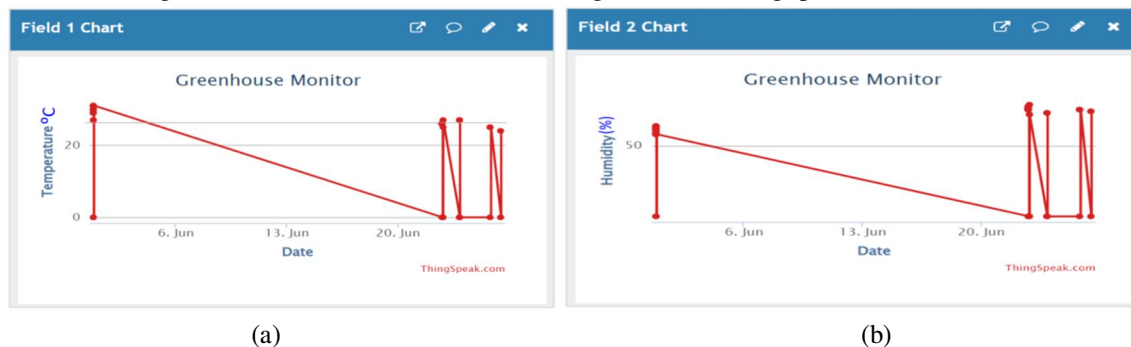 Field 1 Chart
Greenhouse Monitor
Temperature °C
20
0
6. Jun
13. Jun
20. Jun
Date
ThingSpeak.com
(a)
Field 2 Chart
Greenhouse Monitor
Humidity(%)
50
6. Jun
13. Jun
20. Jun
Date
ThingSpeak.com
(b)